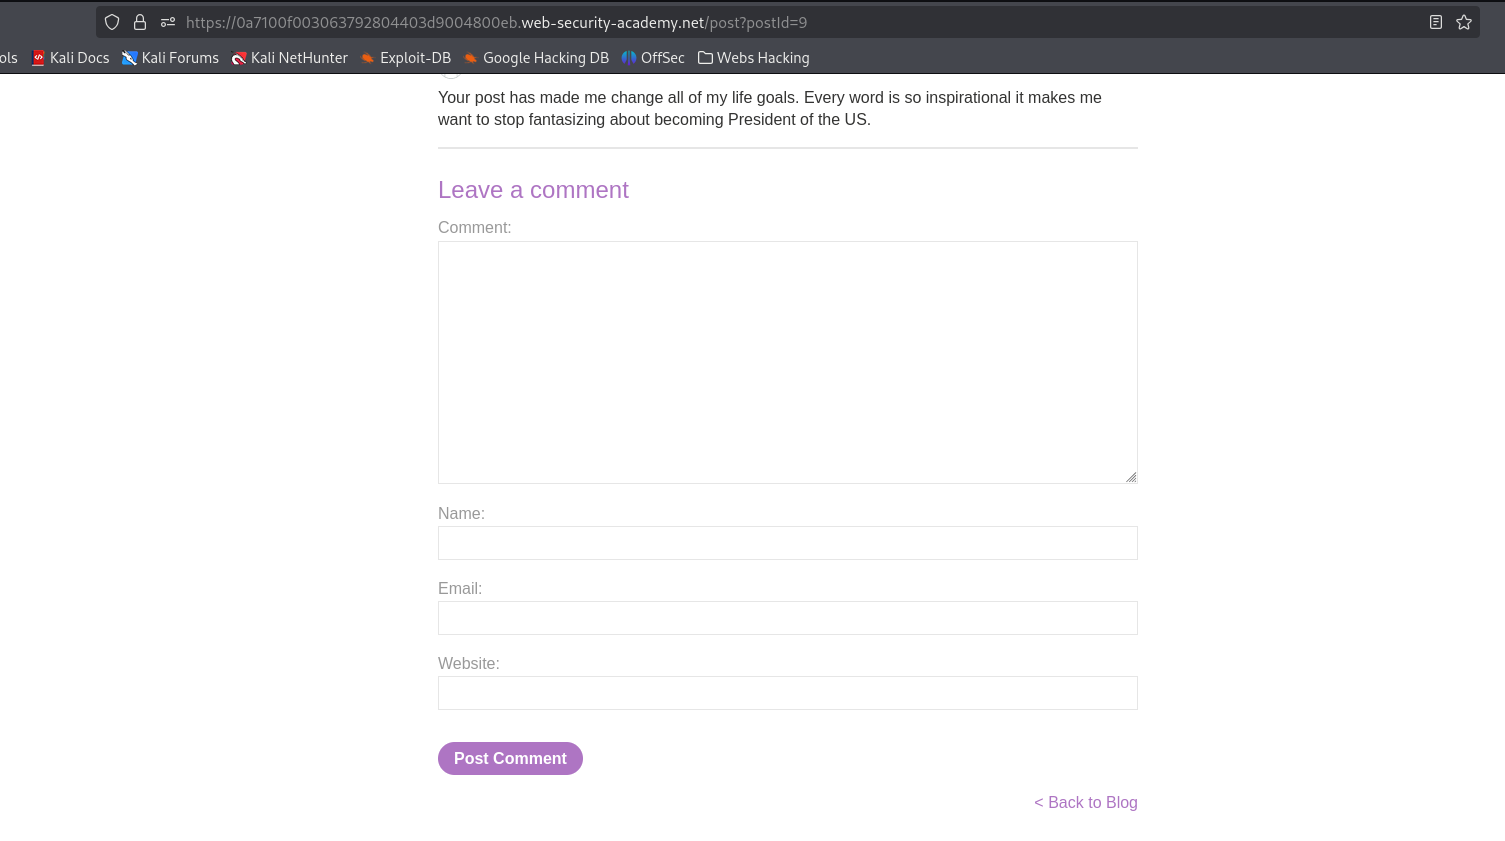 https://0a7100f003063792804403d9004800eb.web-security-academy.net/post?postId=9
ols Kali Docs Kali Forums Kali NetHunter Exploit-DB Google Hacking DB OffSec Webs Hacking
Your post has made me change all of my life goals. Every word is so inspirational it makes me
want to stop fantasizing about becoming President of the US.
Leave a comment
Comment:
Name:
Email:
Website:
Post Comment
< Back to Blog